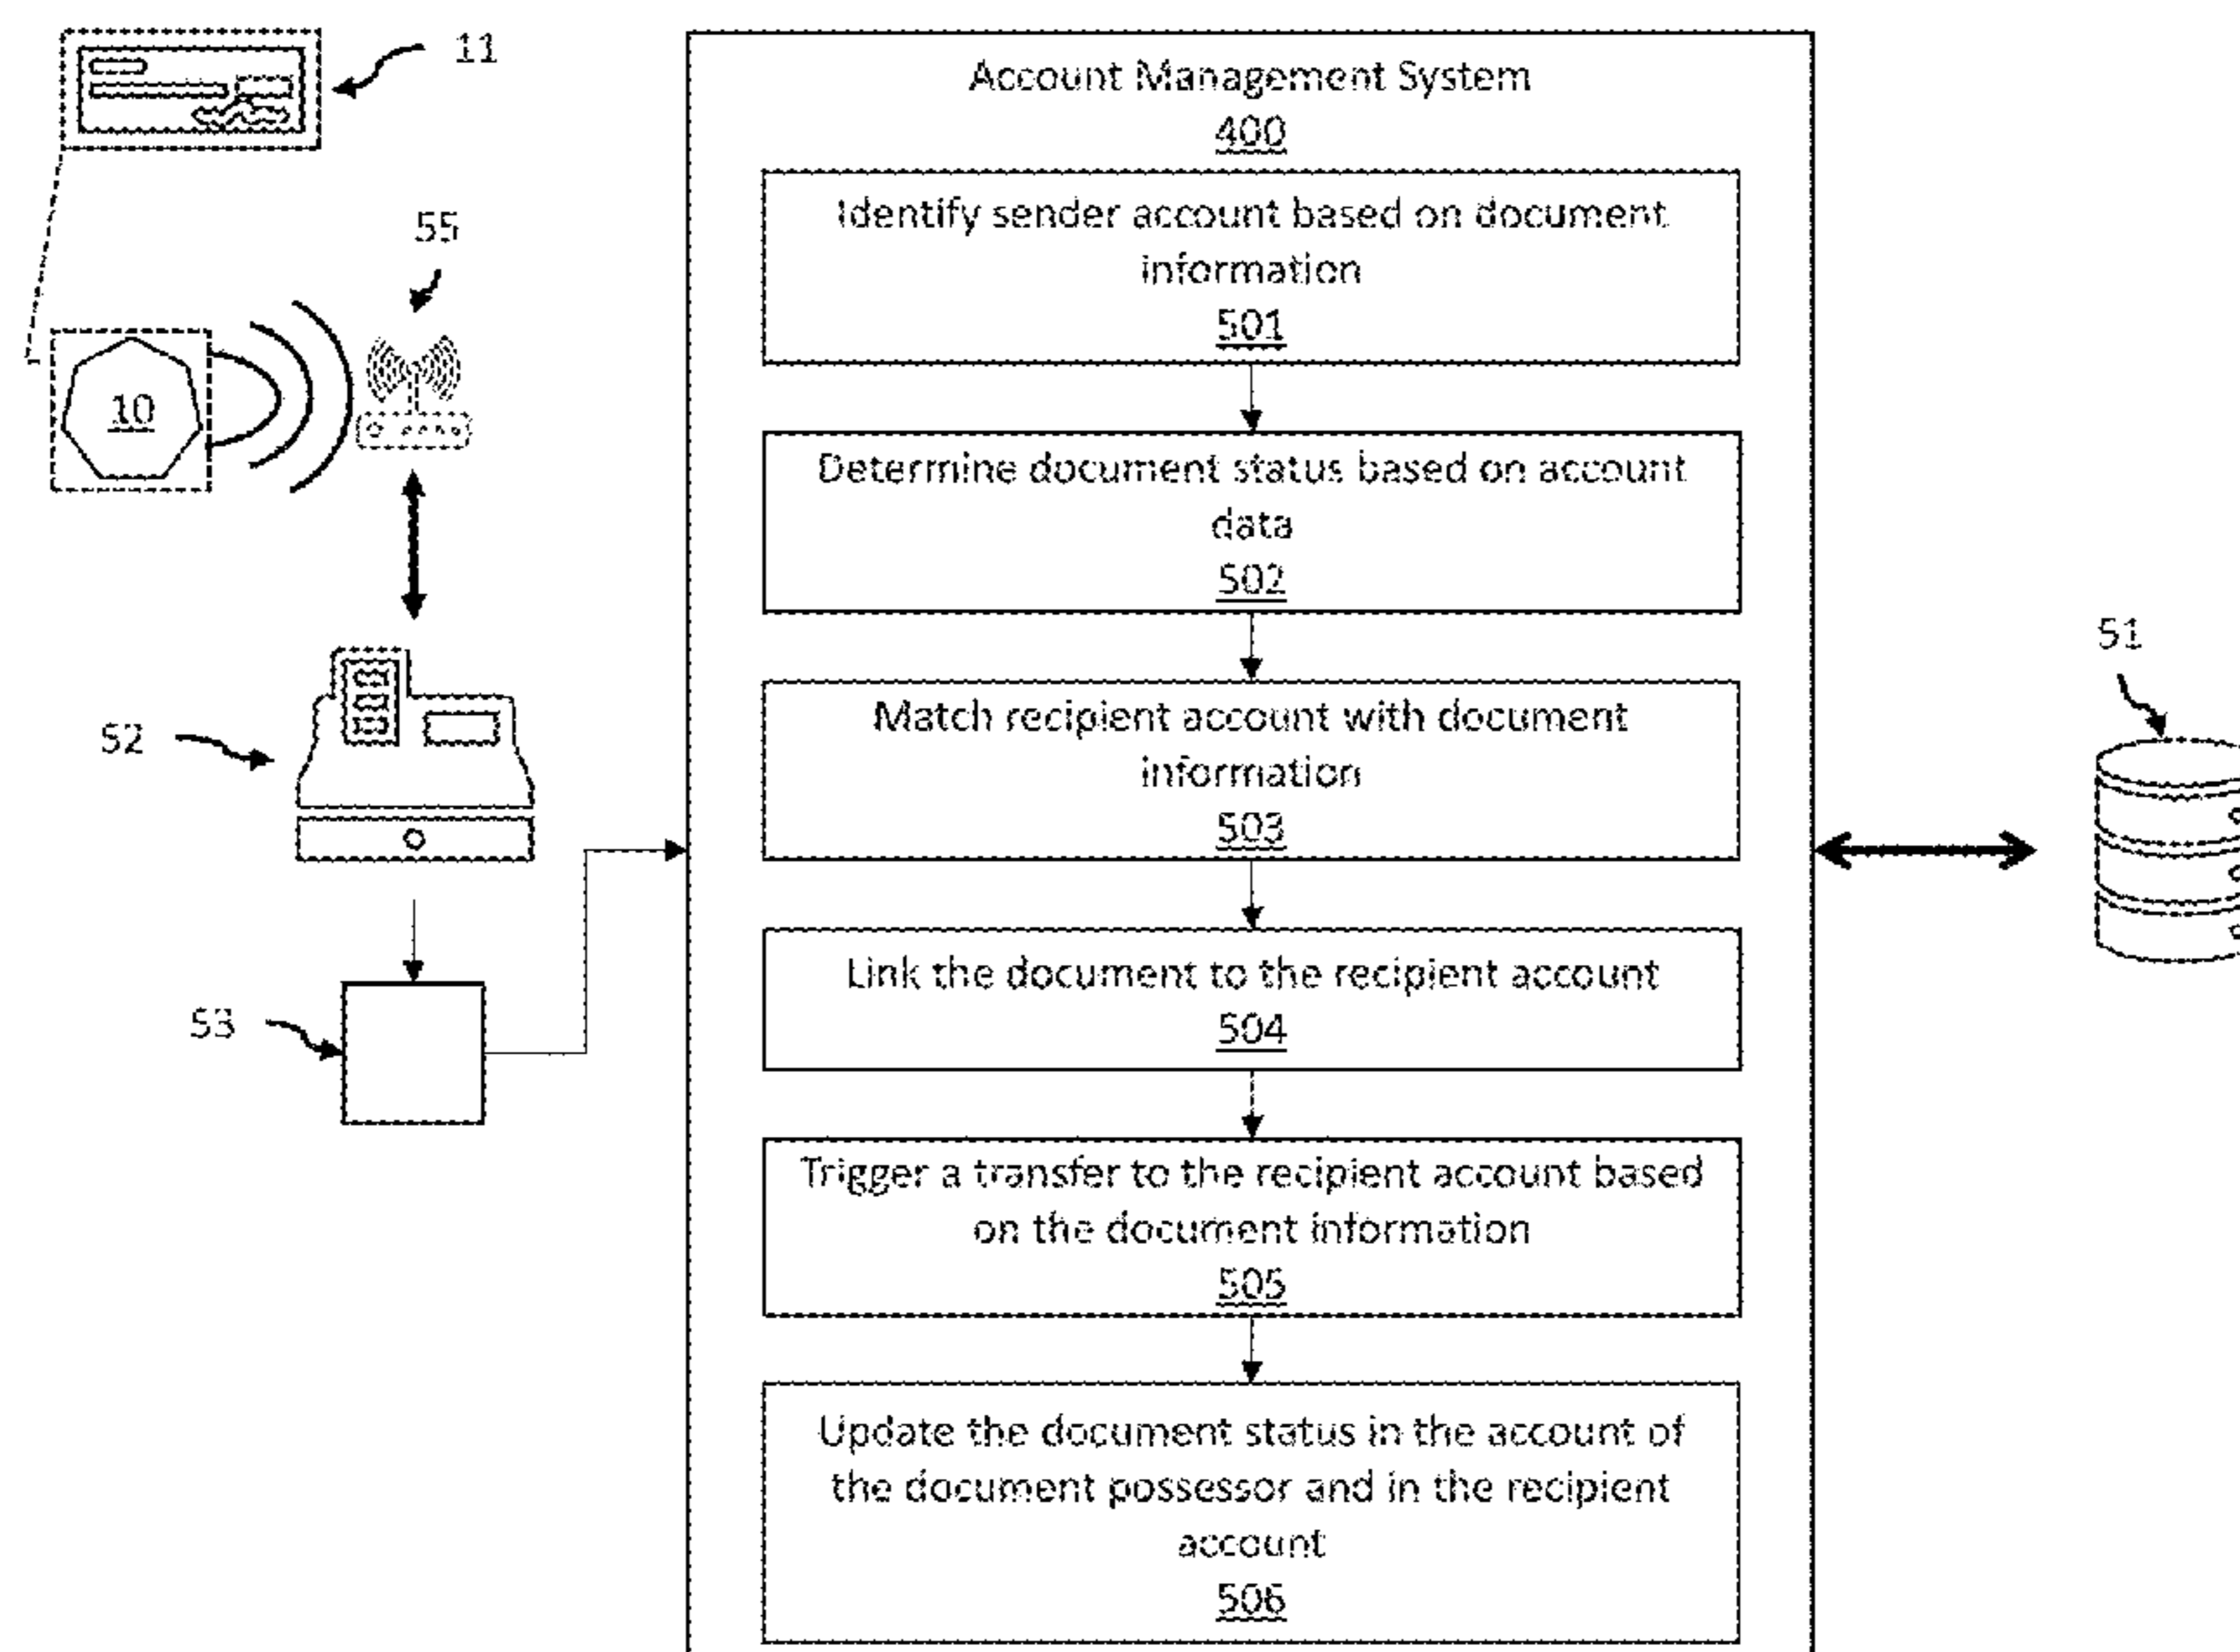 11
55
10
52
53
Account Management System
400
Identify sender account based on document
information
501
Determine document status based on account
data
502
Match recipient account with document
information
503
Link the document to the recipient account
504
Trigger a transfer to the recipient account based
on the document information
505
Update the document status in the account of
the document possessor and in the recipient
account
506
51